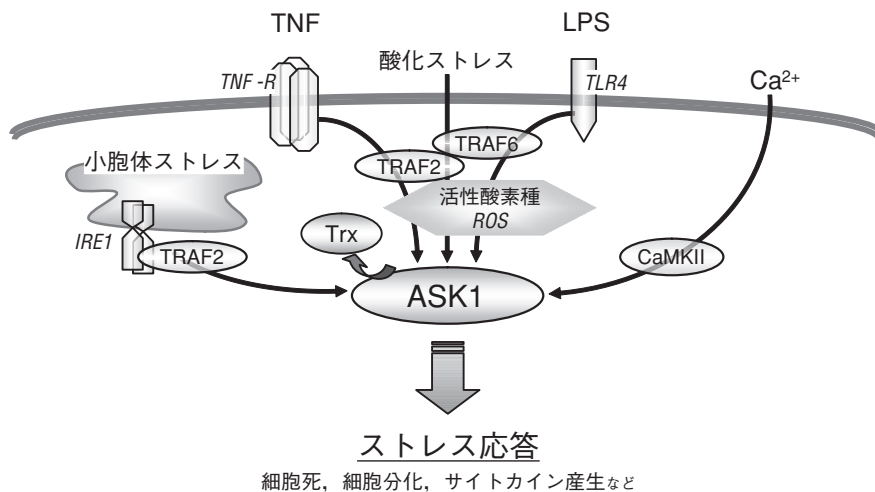 TNF
LPS
酸化ストレス
TNF -R
TLR4
Ca²⁺
TRAF6
TRAF2
小胞体ストレス
活性酸素種
ROS
Trx
IRE1
TRAF2
CaMKII
ASK1
ストレス応答
細胞死，細胞分化，サイトカイン産生など